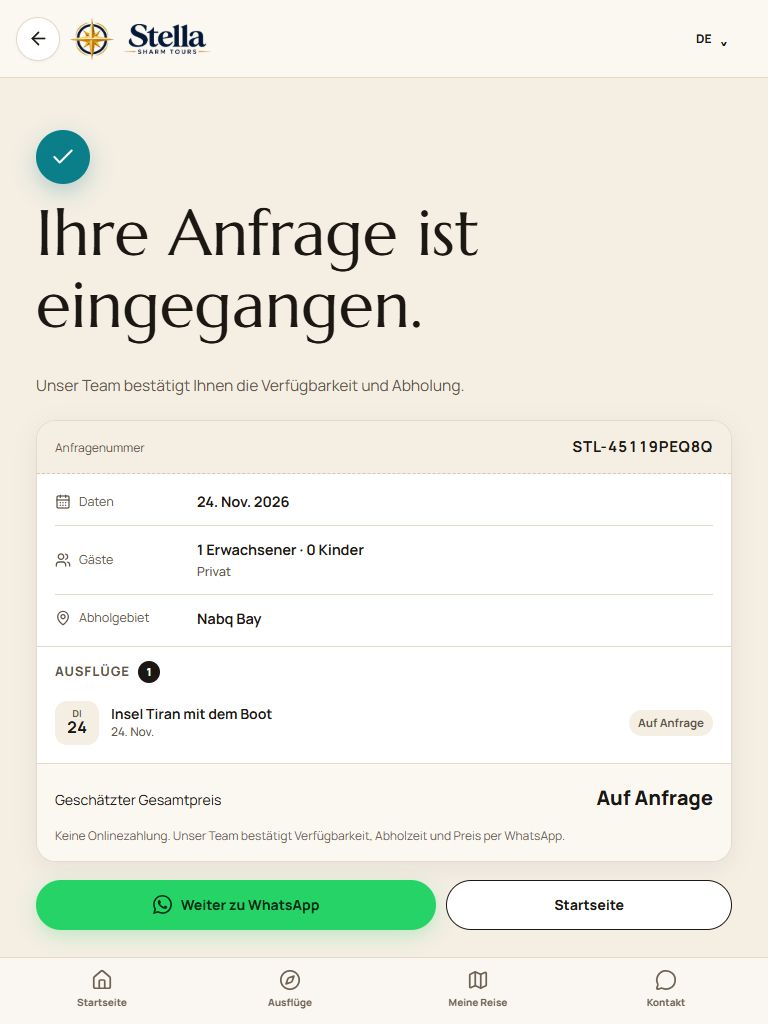 Stella
SHARM TOURS
DE
Ihre Anfrage ist
eingegangen.
Unser Team bestätigt Ihnen die Verfügbarkeit und Abholung.
Anfragenummer
STL-45119PEQ8Q
Daten
24. Nov. 2026
Gäste
1 Erwachsener · 0 Kinder
Privat
Abholgebiet
Nabq Bay
AUSFLÜGE 1
DI
24
Insel Tiran mit dem Boot
24. Nov.
Auf Anfrage
Geschätzter Gesamtpreis
Auf Anfrage
Keine Onlinezahlung. Unser Team bestätigt Verfügbarkeit, Abholzeit und Preis per WhatsApp.
Weiter zu WhatsApp
Startseite
Startseite
Ausflüge
Meine Reise
Kontakt